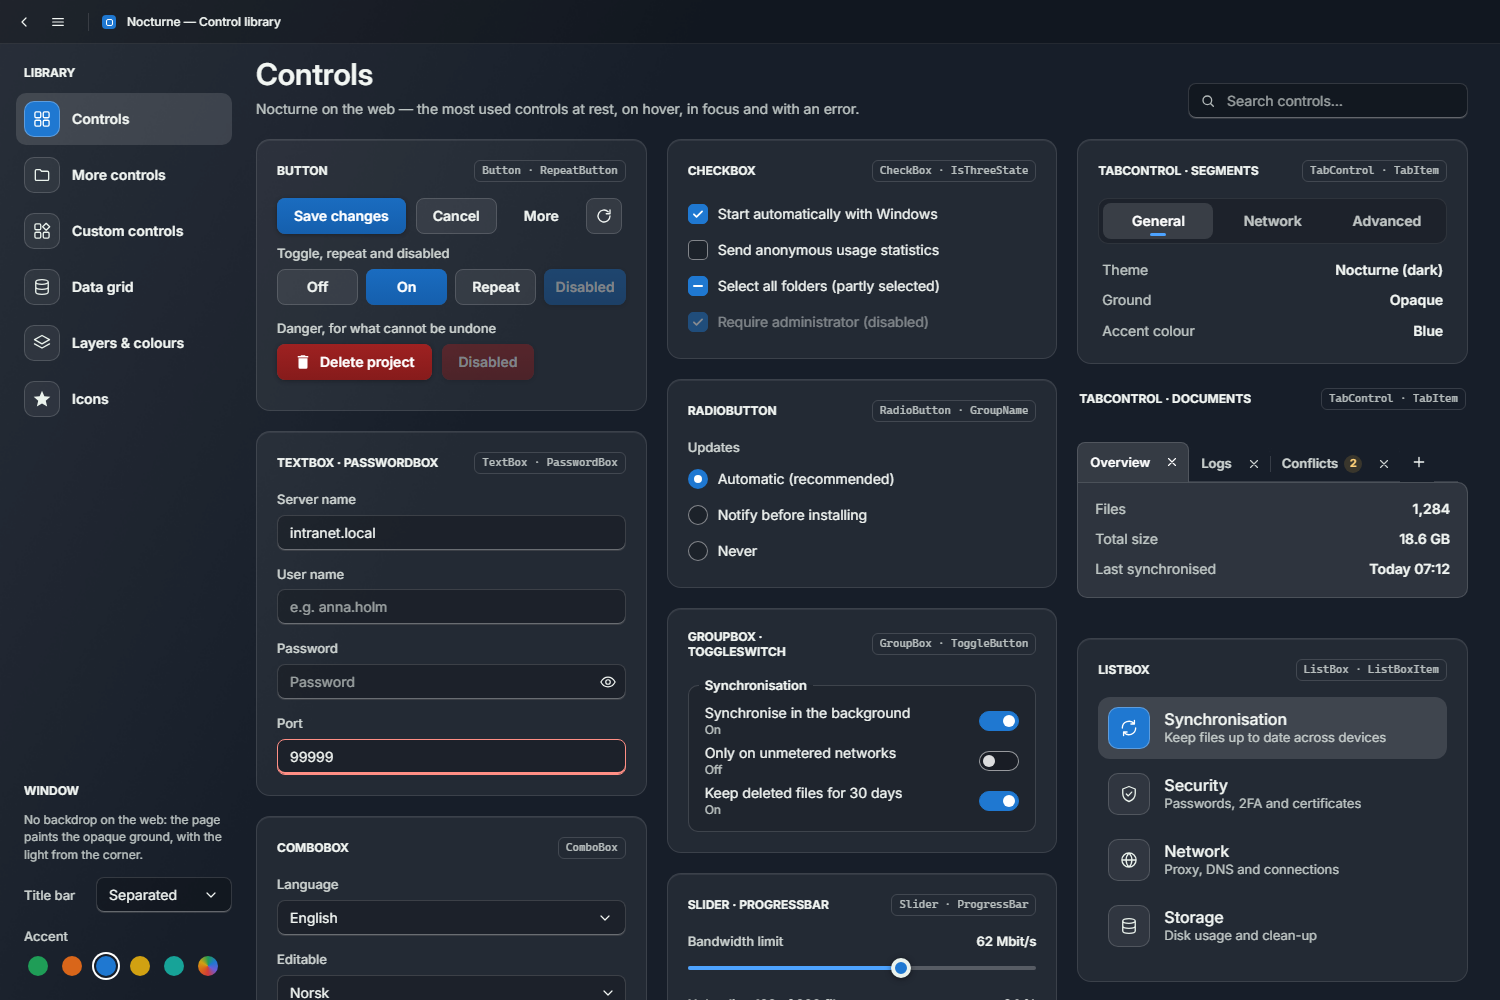 Nocturne — Control library
LIBRARY
Controls
More controls
Custom controls
Data grid
Layers & colours
Icons
WINDOW
No backdrop on the web: the page
paints the opaque ground, with the
light from the corner.
Title bar
Separated
Accent
Controls
Nocturne on the web — the most used controls at rest, on hover, in focus and with an error.
Search controls...
BUTTON
Button · RepeatButton
Save changes
Cancel
More
Toggle, repeat and disabled
Off
On
Repeat
Disabled
Danger, for what cannot be undone
Delete project
Disabled
TEXTBOX · PASSWORDBOX
TextBox · PasswordBox
Server name
intranet.local
User name
e.g. anna.holm
Password
Password
Port
99999
COMBOBOX
ComboBox
Language
English
Editable
Norsk
CHECKBOX
CheckBox · IsThreeState
Start automatically with Windows
Send anonymous usage statistics
Select all folders (partly selected)
Require administrator (disabled)
RADIOBUTTON
RadioButton · GroupName
Updates
Automatic (recommended)
Notify before installing
Never
GROUPBOX ·
TOGGLESWITCH
GroupBox · ToggleButton
Synchronisation
Synchronise in the background
On
Only on unmetered networks
Off
Keep deleted files for 30 days
On
SLIDER · PROGRESSBAR
Slider · ProgressBar
Bandwidth limit
62 Mbit/s
TABCONTROL · SEGMENTS
TabControl · TabItem
General
Network
Advanced
Theme
Nocturne (dark)
Ground
Opaque
Accent colour
Blue
TABCONTROL · DOCUMENTS
TabControl · TabItem
Overview
Logs
Conflicts 2
Files
1,284
Total size
18.6 GB
Last synchronised
Today 07:12
LISTBOX
ListBox · ListBoxItem
Synchronisation
Keep files up to date across devices
Security
Passwords, 2FA and certificates
Network
Proxy, DNS and connections
Storage
Disk usage and clean-up